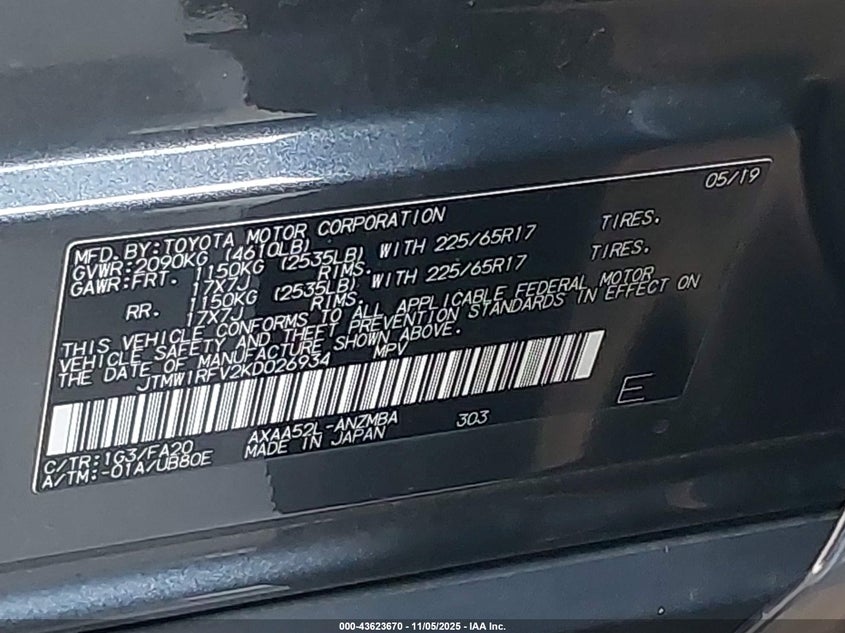 05/19
MFD. BY: TOYOTA MOTOR CORPORATION
GVWR: 2090KG (4610LB)
GAWR: FRT. 1150KG (2535LB) WITH 225/65R17 TIRES.
17X7J RIMS.
RR. 1150KG (2535LB) WITH 225/65R17 TIRES.
17X7J RIMS.
THIS VEHICLE CONFORMS TO ALL APPLICABLE FEDERAL MOTOR
VEHICLE SAFETY AND THEFT PREVENTION STANDARDS IN EFFECT ON
THE DATE OF MANUFACTURE SHOWN ABOVE.
JTMW1RFV2KD026934 MPV
E
C/TR: 1G3/FA20 AXAA52L-ANZMBA 303
A/TM: -01A/UB80E MADE IN JAPAN
000-43623670 - 11/05/2025 - IAA Inc.